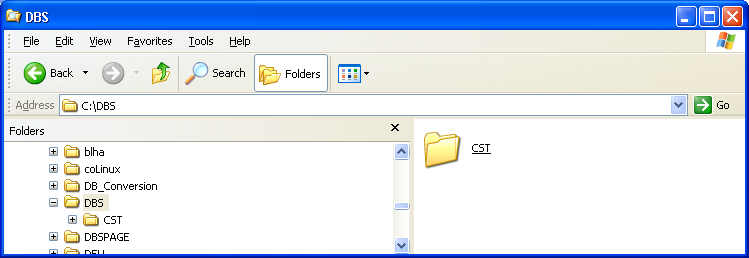 DBS
File Edit View Favorites Tools Help
Back Search Folders
Address C:\DBS Go
Folders
blha
coLinux
DB_Conversion
DBS
CST
DBSPAGE
CST